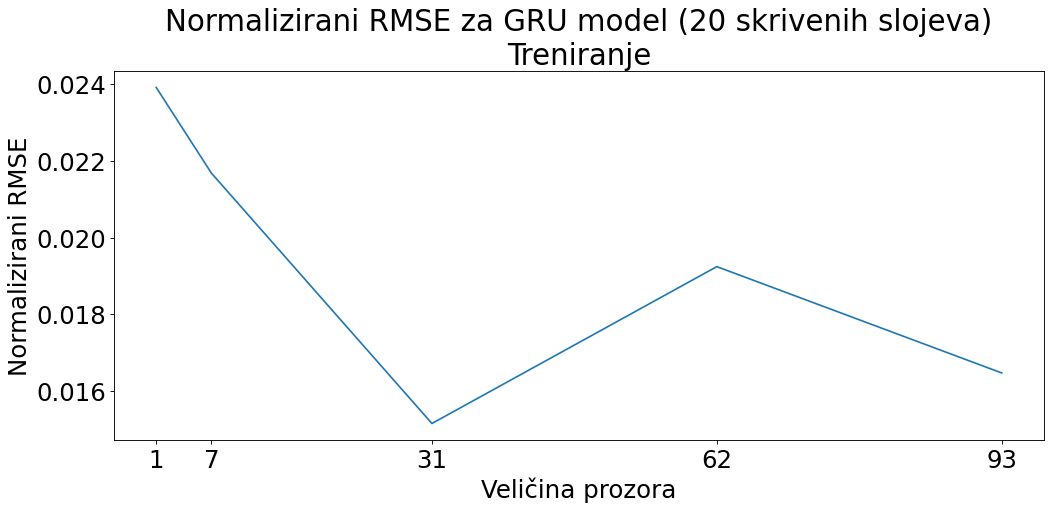 Normalizirani RMSE za GRU model (20 skrivenih slojeva)
Treniranje
Normalizirani RMSE
0.024
0.022
0.020
0.018
0.016
1 7 31 62 93
Veličina prozora